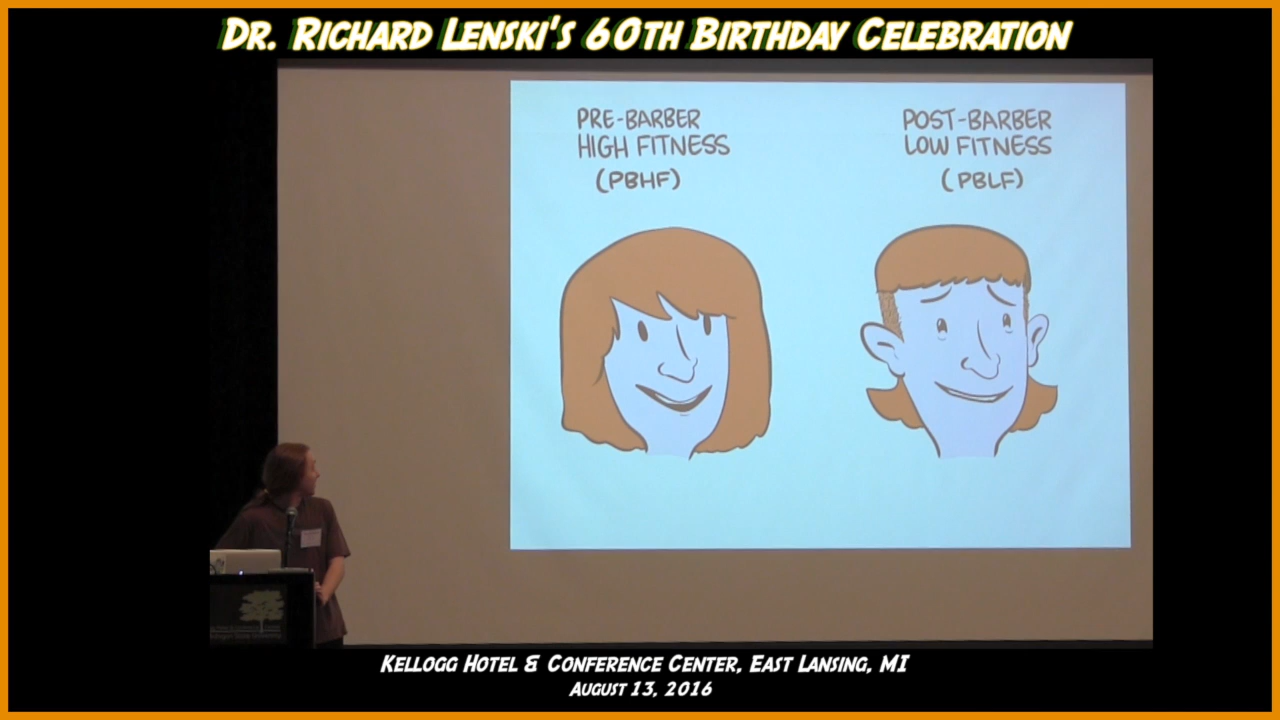 Dr. Richard Lenski's 60th Birthday Celebration
PRE-BARBER
HIGH FITNESS
(PBHF)
POST-BARBER
LOW FITNESS
(PBLF)
Kellogg Hotel & Conference Center, East Lansing, MI
August 13, 2016